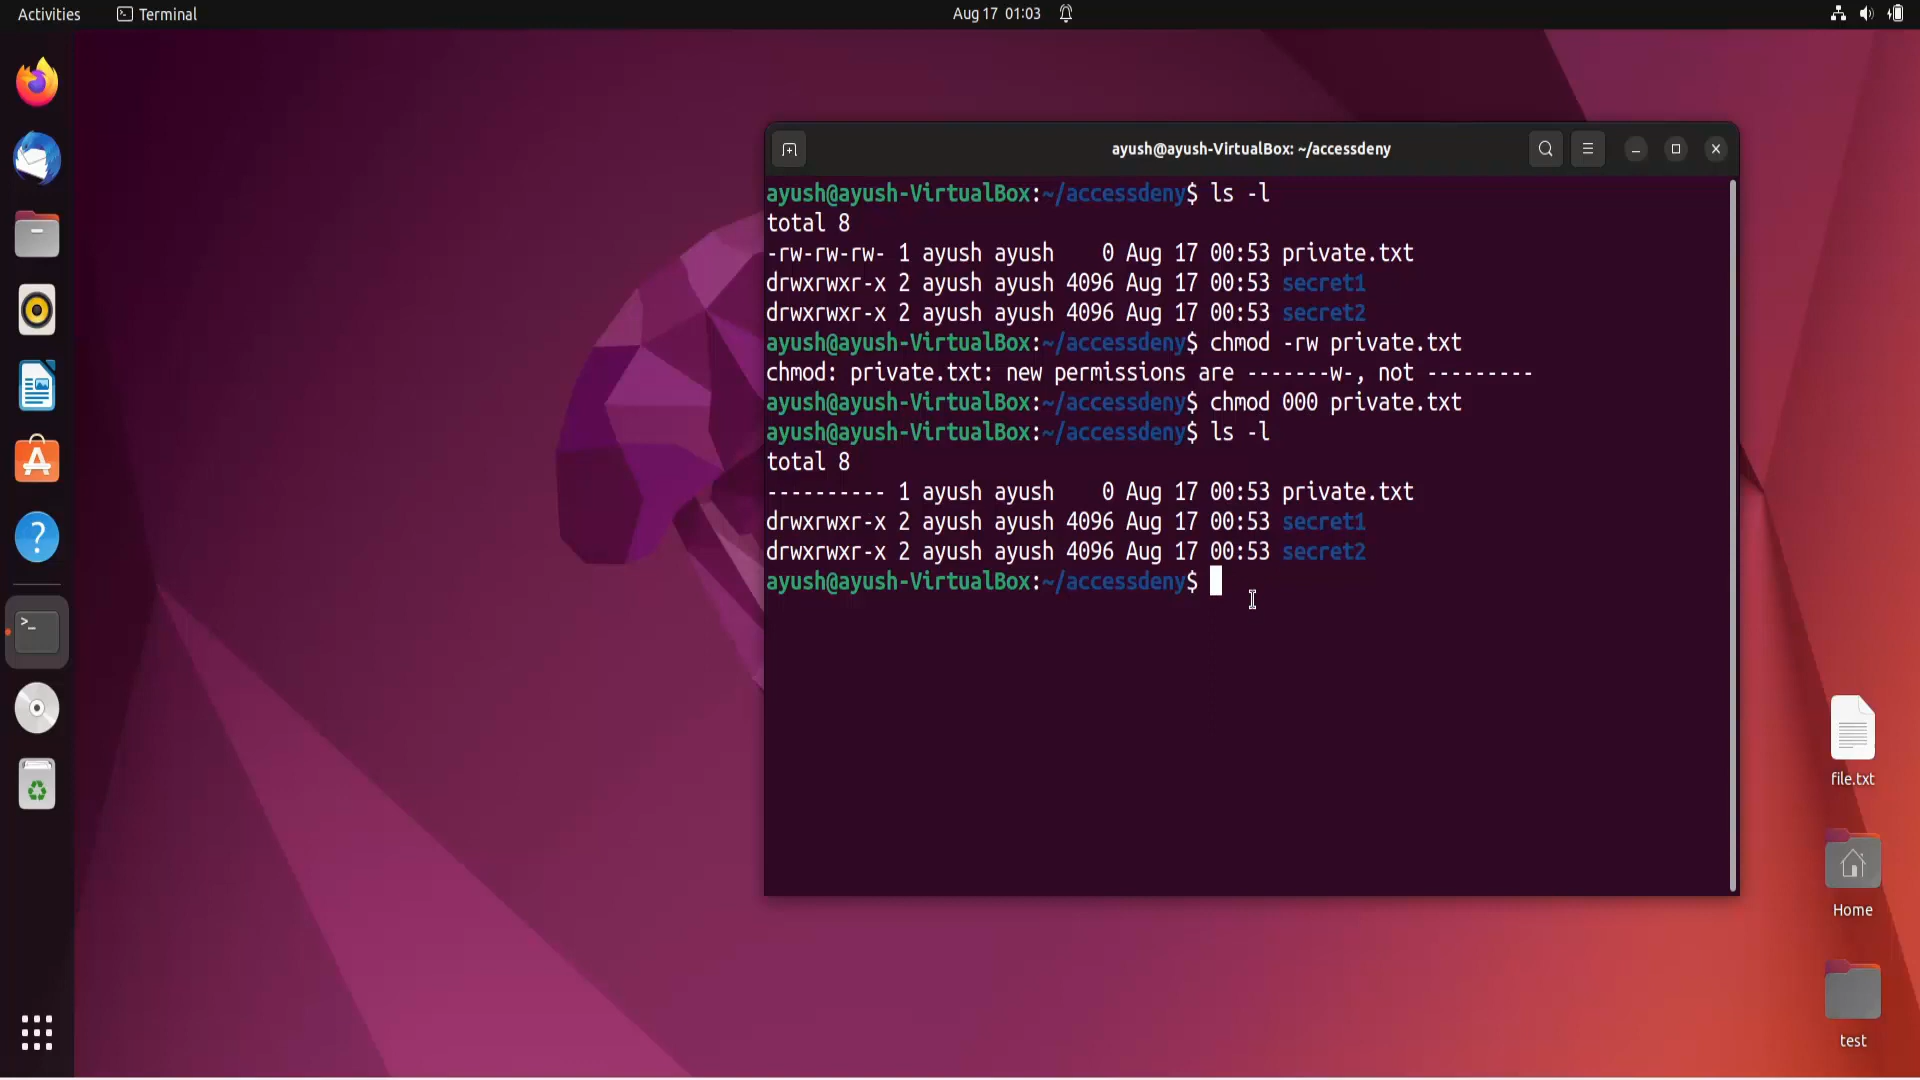 Activities Terminal Aug 17 01:03
ayush@ayush-VirtualBox: ~/accessdeny
ayush@ayush-VirtualBox:~/accessdeny$ ls -l
total 8
-rw-rw-rw- 1 ayush ayush    0 Aug 17 00:53 private.txt
drwxrwxr-x 2 ayush ayush 4096 Aug 17 00:53 secret1
drwxrwxr-x 2 ayush ayush 4096 Aug 17 00:53 secret2
ayush@ayush-VirtualBox:~/accessdeny$ chmod -rw private.txt
chmod: private.txt: new permissions are -------w-, not ---------
ayush@ayush-VirtualBox:~/accessdeny$ chmod 000 private.txt
ayush@ayush-VirtualBox:~/accessdeny$ ls -l
total 8
---------- 1 ayush ayush    0 Aug 17 00:53 private.txt
drwxrwxr-x 2 ayush ayush 4096 Aug 17 00:53 secret1
drwxrwxr-x 2 ayush ayush 4096 Aug 17 00:53 secret2
ayush@ayush-VirtualBox:~/accessdeny$
file.txt
Home
test